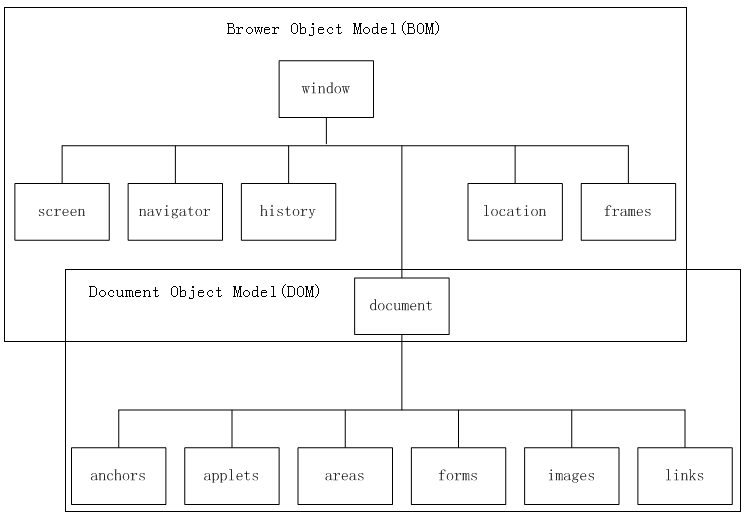 Brower Object Model(BOM)
window
screen
navigator
history
location
frames
Document Object Model(DOM)
document
anchors
applets
areas
forms
images
links